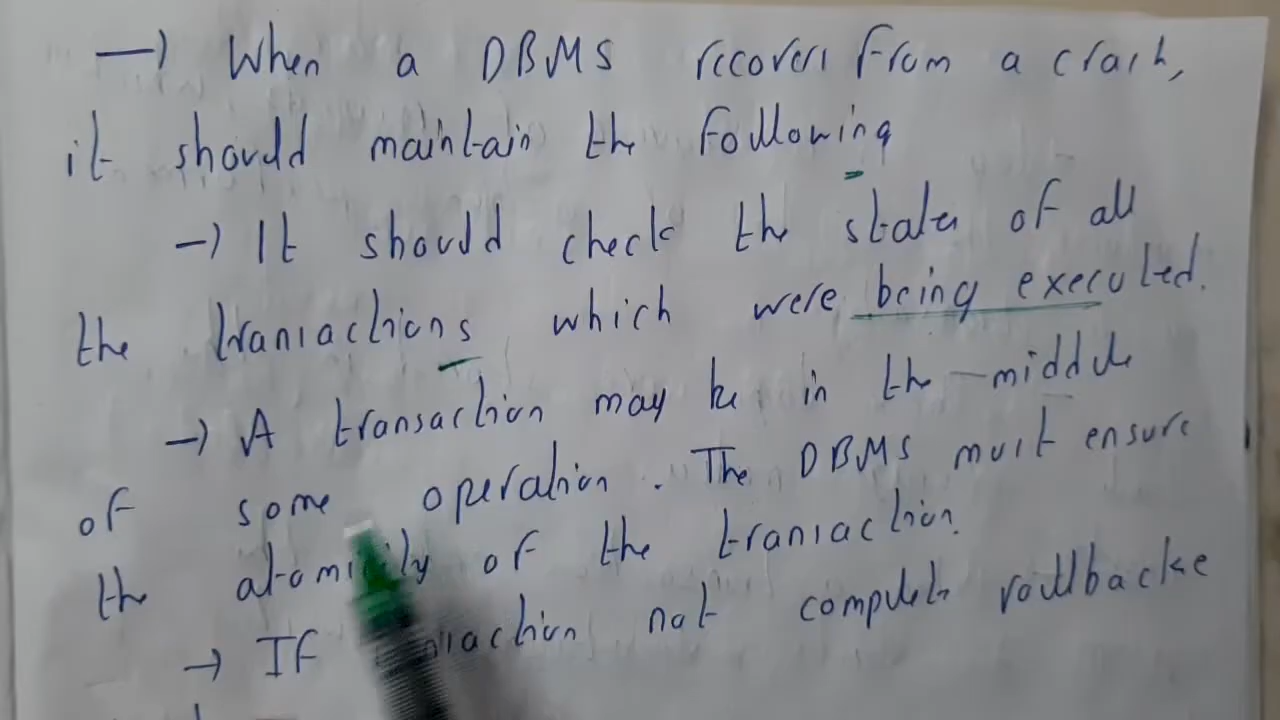 → When a DBMS recovers from a crash,
it should maintain the following
→ It should check the states of all
the transactions which were being executed.
→ A transaction may be in the middle
of some operation. The DBMS must ensure
the atomicity of the transaction.
→ If transaction not complete rollbacke